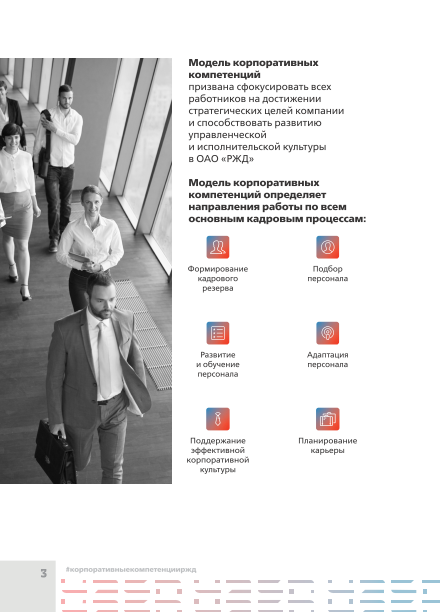 Модель корпоративных
компетенций
призвана сфокусировать всех
работников на достижении
стратегических целей компании
и способствовать развитию
управленческой
и исполнительской культуры
в ОАО «РЖД»
Модель корпоративных
компетенций определяет
направления работы по всем
основным кадровым процессам:
Формирование
кадрового
резерва
Подбор
персонала
Развитие
и обучение
персонала
Адаптация
персонала
Поддержание
эффективной
корпоративной
культуры
Планирование
карьеры
3
#корпоративныекомпетенцииржд